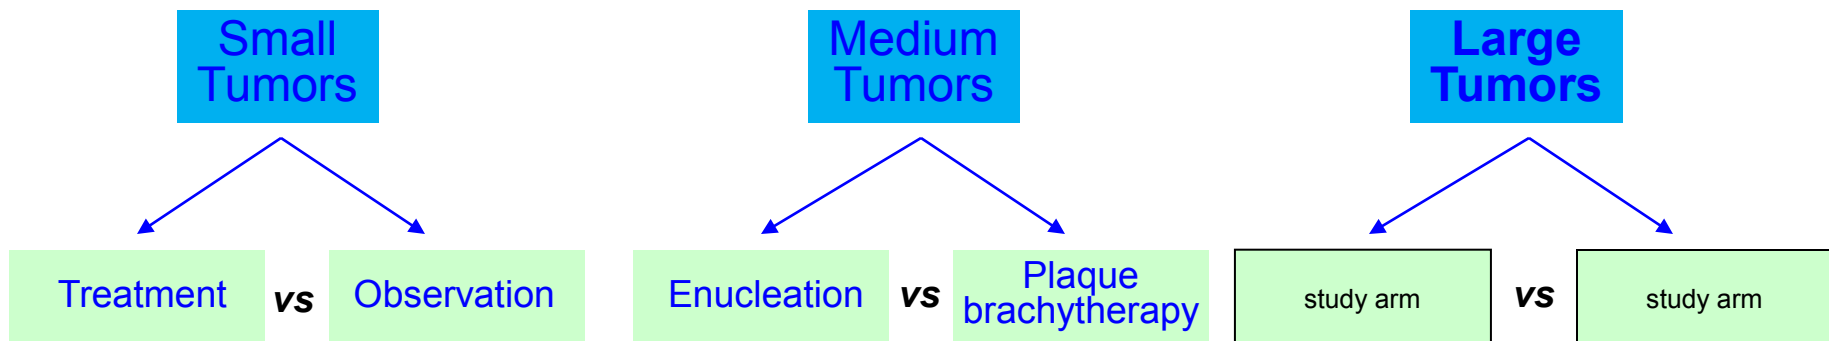 Small
Tumors
Medium
Tumors
Large
Tumors
Treatment
vs
Observation
Enucleation
vs
Plaque
brachytherapy
study arm
vs
study arm